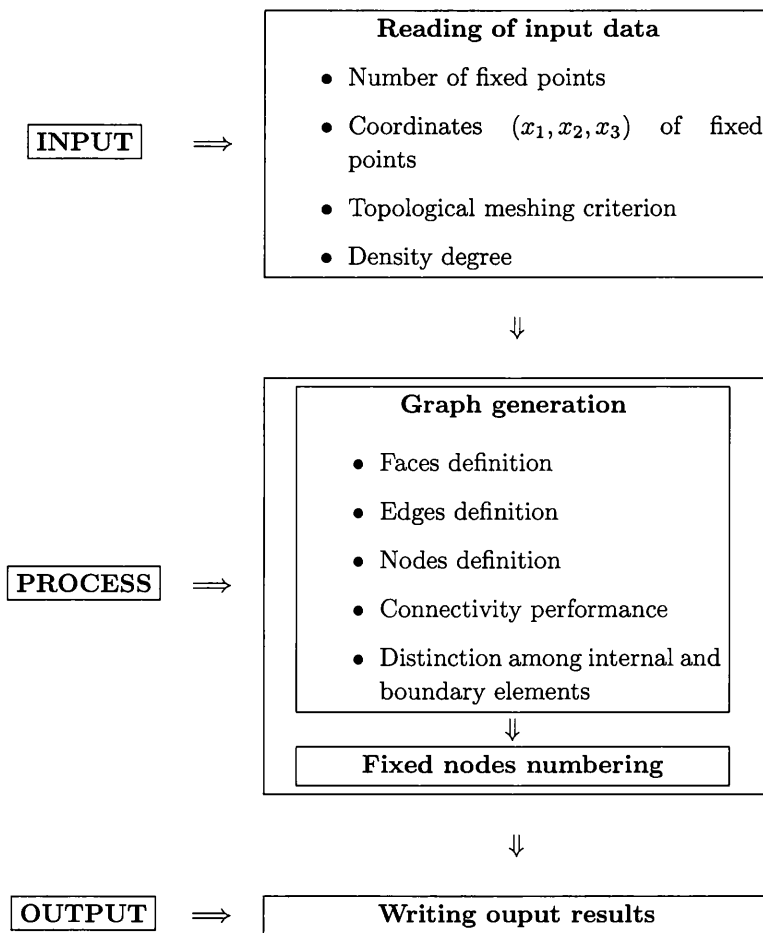 Reading of input data
• Number of fixed points
INPUT ⟹ • Coordinates (x₁, x₂, x₃) of fixed
points
• Topological meshing criterion
• Density degree
⇓
Graph generation
• Faces definition
• Edges definition
• Nodes definition
PROCESS ⟹ • Connectivity performance
• Distinction among internal and
boundary elements
⇓
Fixed nodes numbering
⇓
OUTPUT ⟹ Writing ouput results